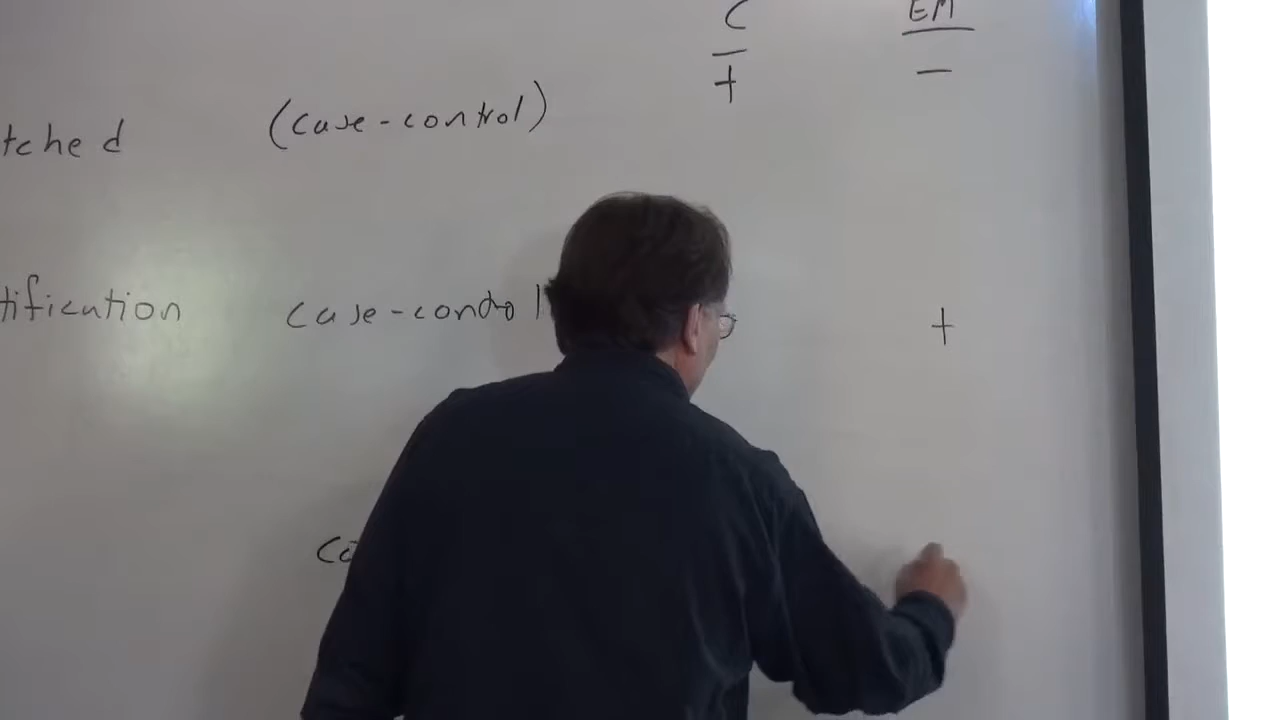 C EM
tched (case-control) + −
tification case-control +
ca